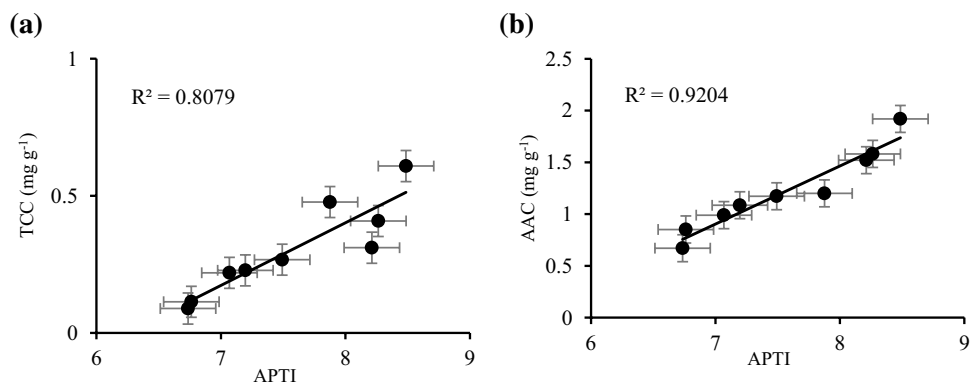 (a)
1
R² = 0.8079
TCC (mg g⁻¹)
0.5
0
6 7 8 9
APTI
(b)
2.5
R² = 0.9204
2
AAC (mg g⁻¹)
1.5
1
0.5
0
6 7 8 9
APTI